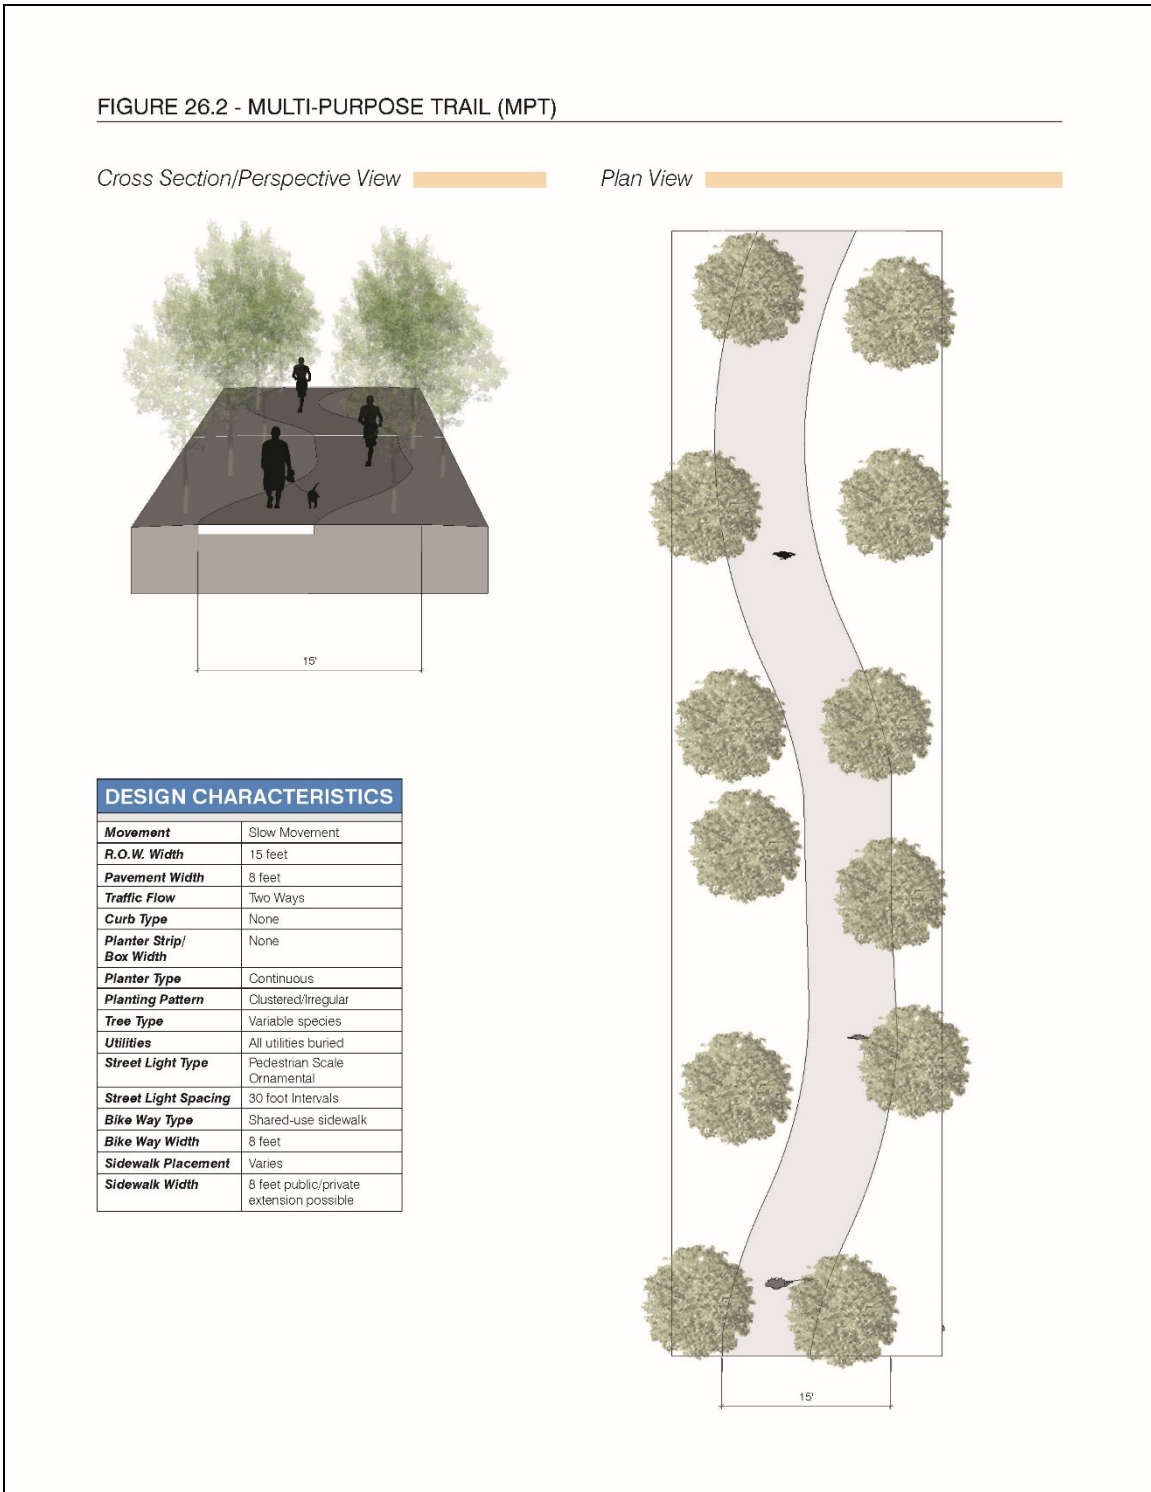 FIGURE 26.2 - MULTI-PURPOSE TRAIL (MPT)
Cross Section/Perspective View
Plan View
15'
DESIGN CHARACTERISTICS
Movement Slow Movement
R.O.W. Width 15 feet
Pavement Width 8 feet
Traffic Flow Two Ways
Curb Type None
Planter Strip/ None
Box Width
Planter Type Continuous
Planting Pattern Clustered/Irregular
Tree Type Variable species
Utilities All utilities buried
Street Light Type Pedestrian Scale
Ornamental
Street Light Spacing 30 foot Intervals
Bike Way Type Shared-use sidewalk
Bike Way Width 8 feet
Sidewalk Placement Varies
Sidewalk Width 8 feet public/private
extension possible
15'